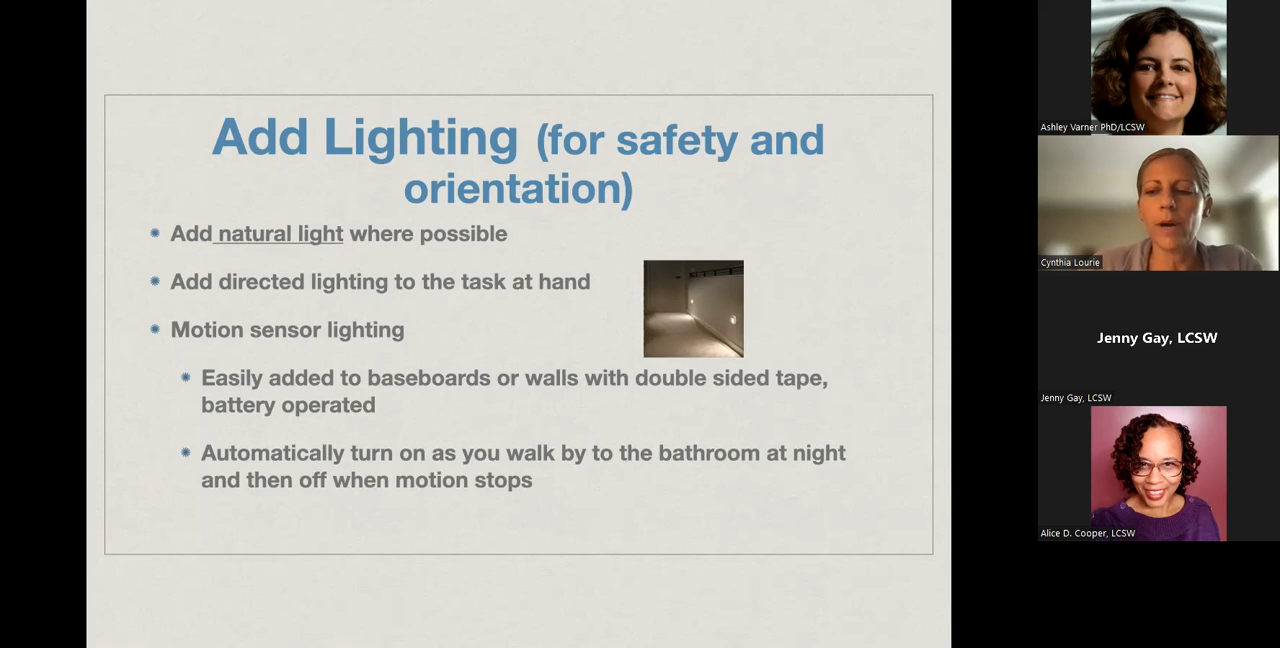 Add Lighting (for safety and
orientation)
Add natural light where possible
Add directed lighting to the task at hand
Motion sensor lighting
Easily added to baseboards or walls with double sided tape,
battery operated
Automatically turn on as you walk by to the bathroom at night
and then off when motion stops
Ashley Varner PhD/LCSW
Cynthia Lourie
Jenny Gay, LCSW
Jenny Gay, LCSW
Alice D. Cooper, LCSW